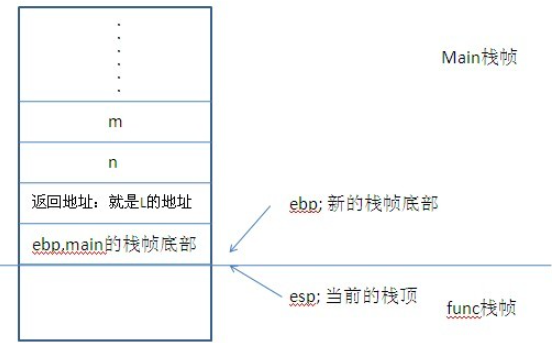 Main栈帧
m
n
返回地址：就是L的地址
ebp; 新的栈帧底部
ebp,main的栈帧底部
esp; 当前的栈顶
func栈帧